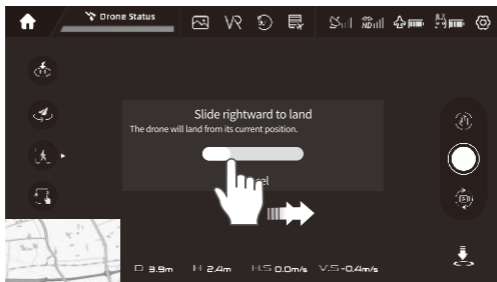 Drone Status
VR
HD
Slide rightward to land
The drone will land from its current position.
D 3.9m H 2.4m H.S 0.0m/s V.S -0.4m/s